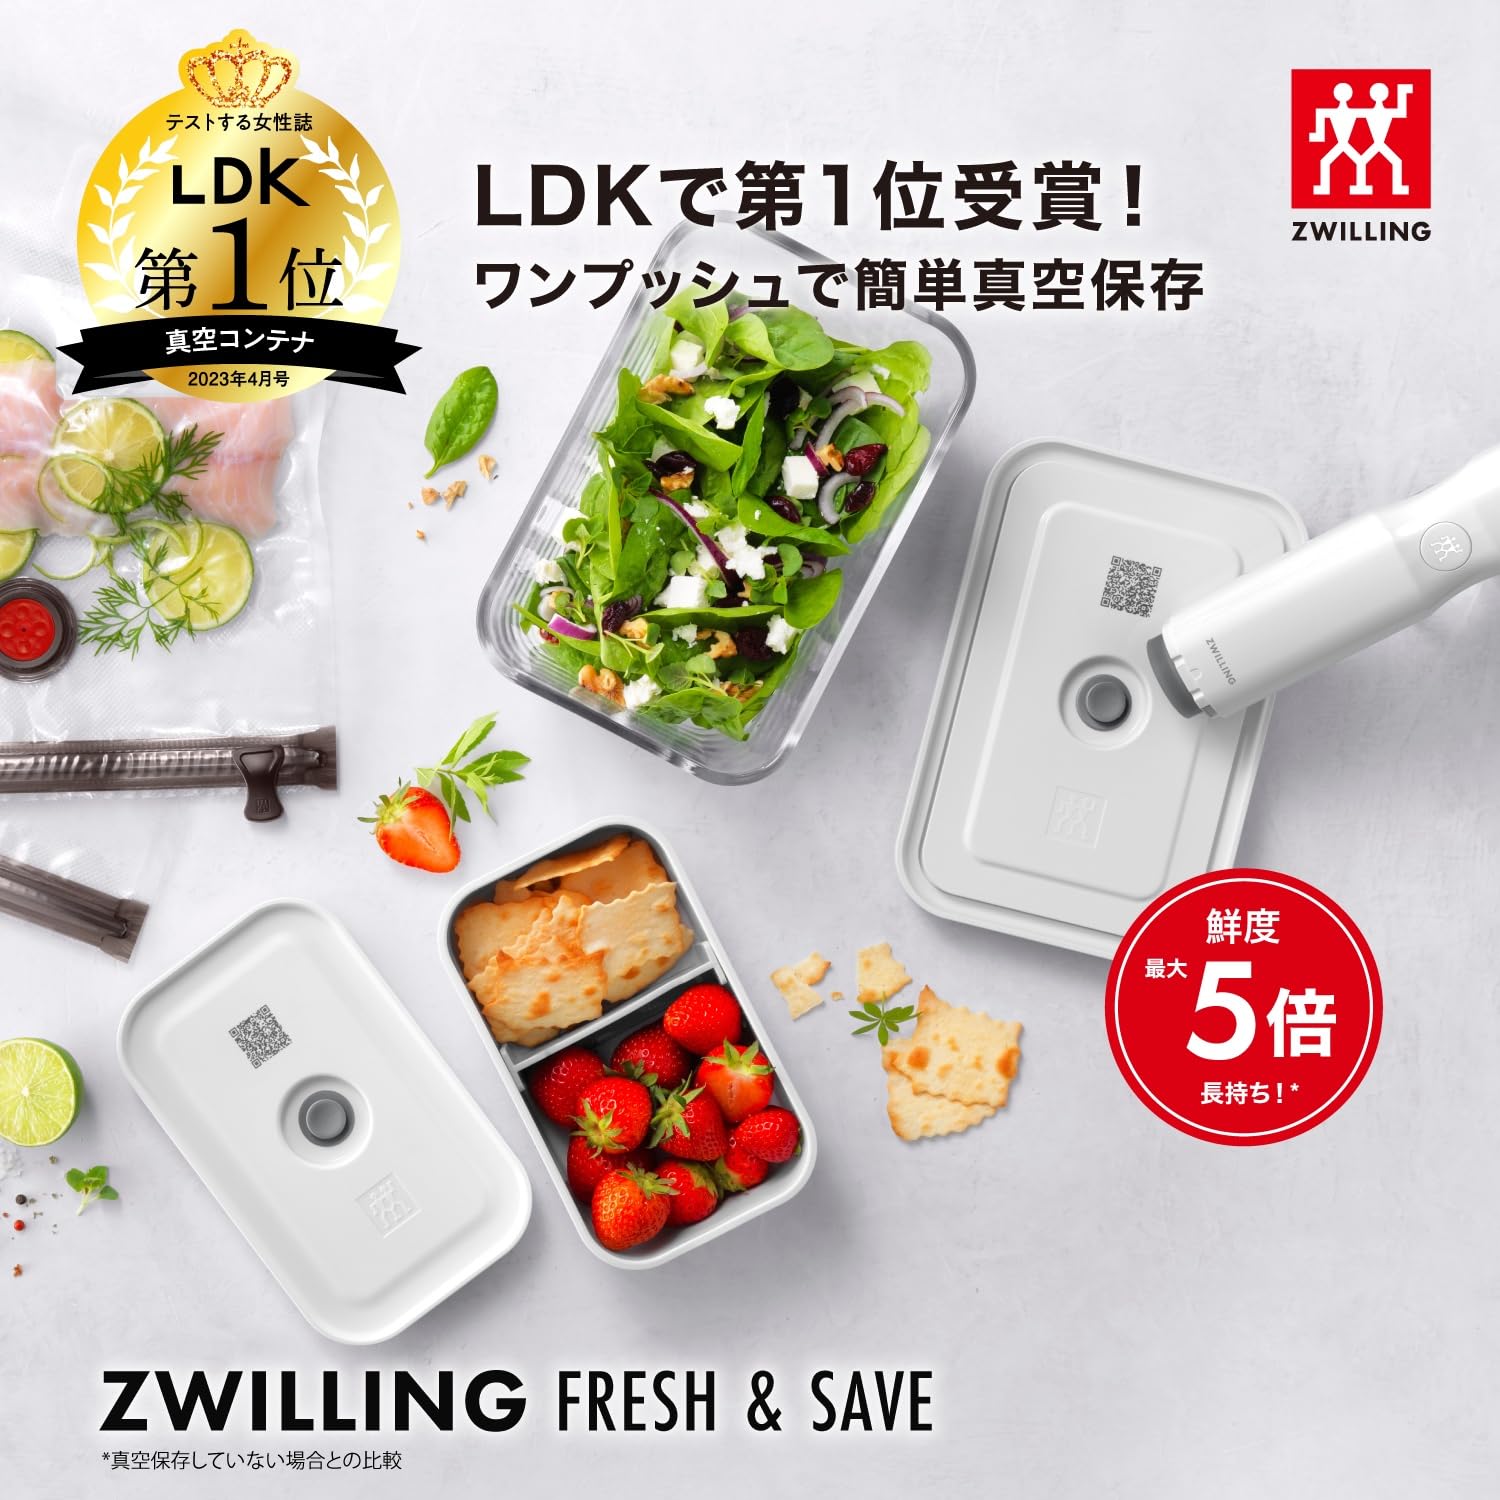 テストする女性誌
LDK
第1位
真空コンテナ
2023年4月号
LDKで第1位受賞！
ワンプッシュで簡単真空保存
ZWILLING
ZWILLING
鮮度
最大5倍
長持ち！*
ZWILLING FRESH & SAVE
*真空保存していない場合との比較